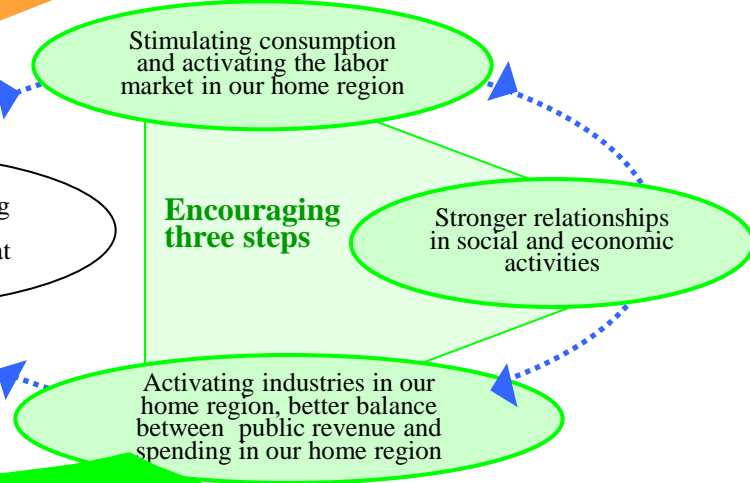 Stimulating consumption
and activating the labor
market in our home region
Encouraging
three steps
Stronger relationships
in social and economic
activities
Activating industries in our
home region, better balance
between public revenue and
spending in our home region